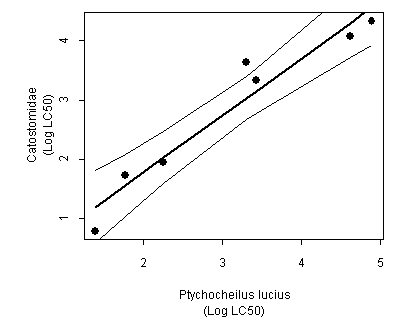 Catostomidae
(Log LC50)
4
3
2
1
2 3 4 5
Ptychocheilus lucius
(Log LC50)